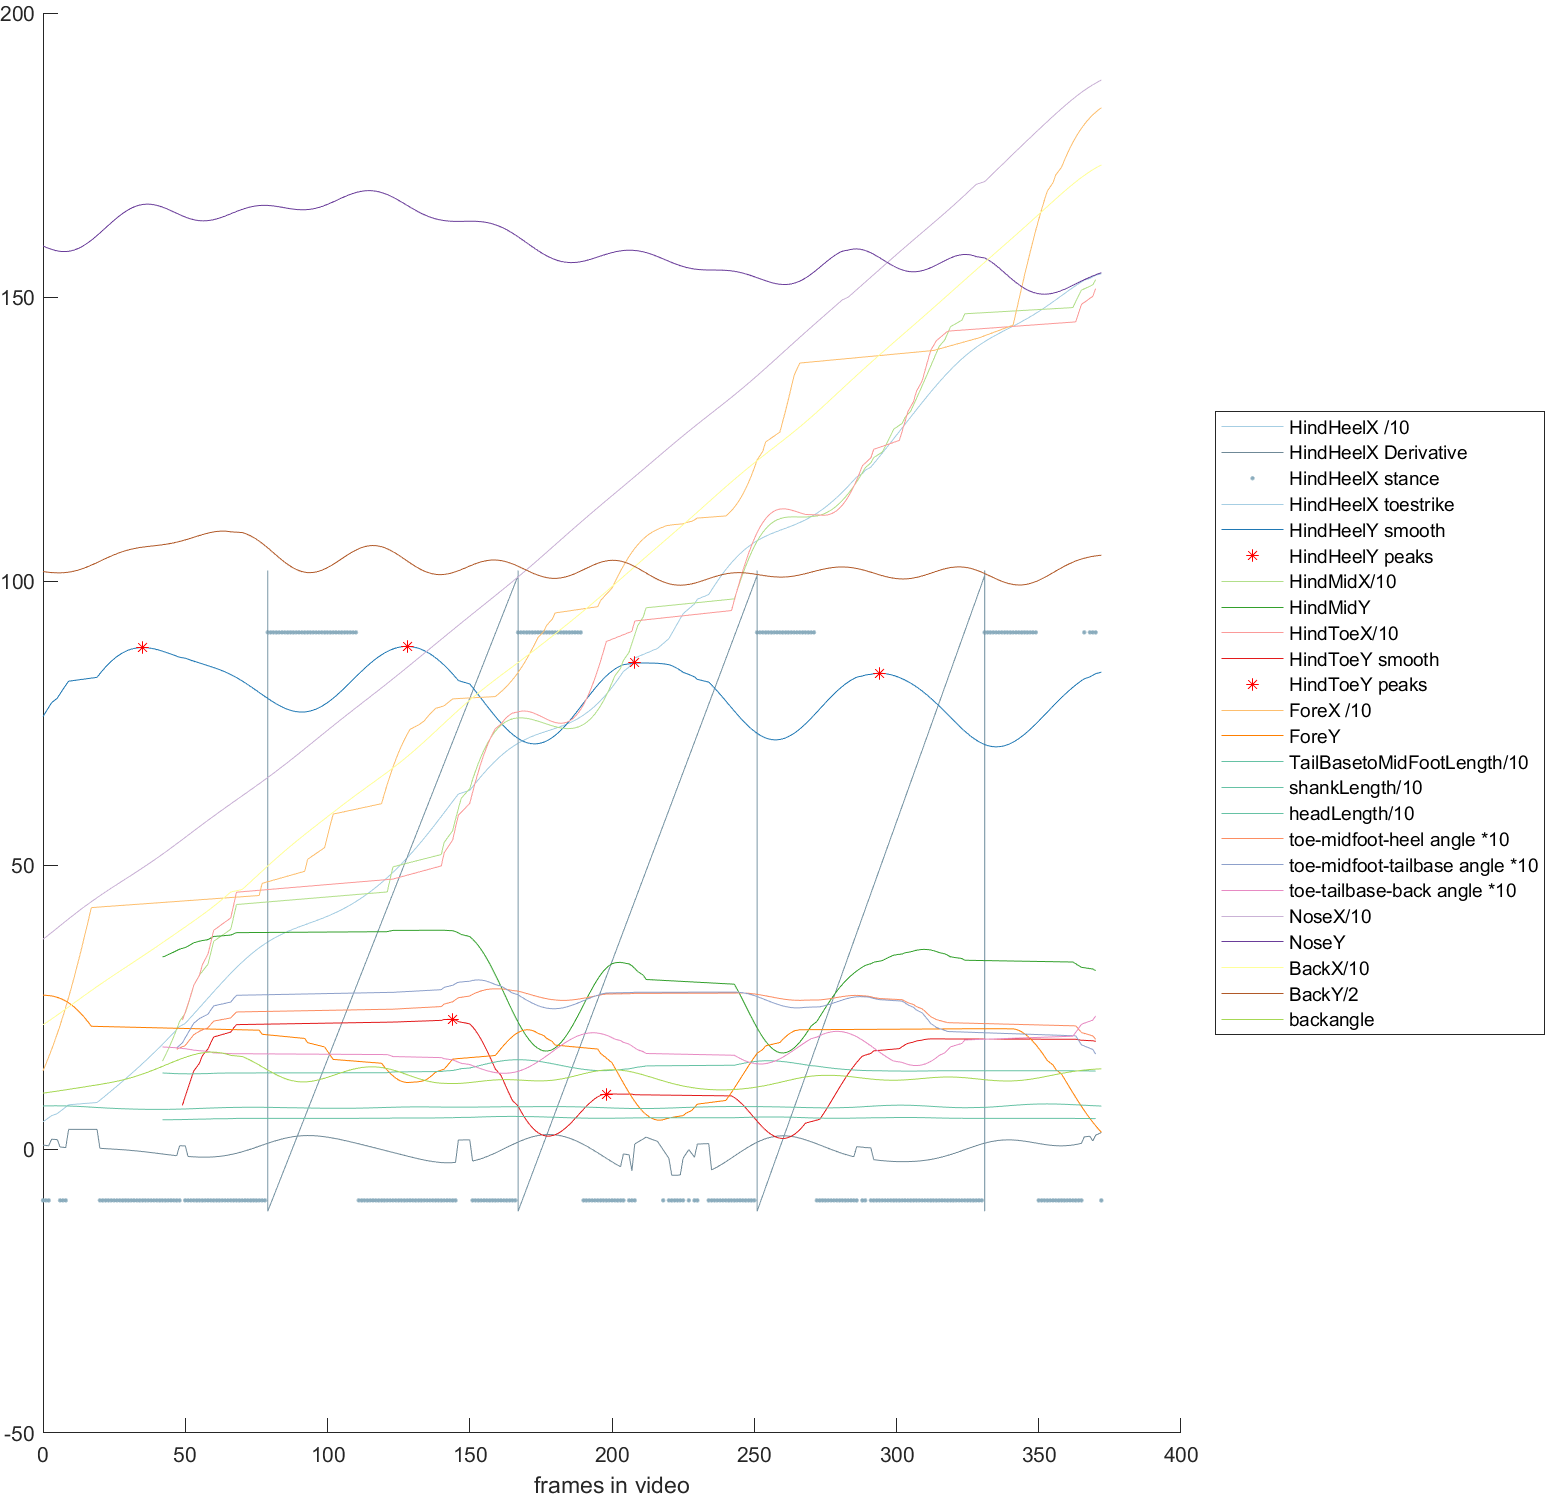 200
150
100
50
0
-50
0 50 100 150 200 250 300 350 400
frames in video
HindHeelX /10
HindHeelX Derivative
HindHeelX stance
HindHeelX toestrike
HindHeelY smooth
HindHeelY peaks
HindMidX/10
HindMidY
HindToeX/10
HindToeY smooth
HindToeY peaks
ForeX /10
ForeY
TailBasetoMidFootLength/10
shankLength/10
headLength/10
toe-midfoot-heel angle *10
toe-midfoot-tailbase angle *10
toe-tailbase-back angle *10
NoseX/10
NoseY
BackX/10
BackY/2
backangle